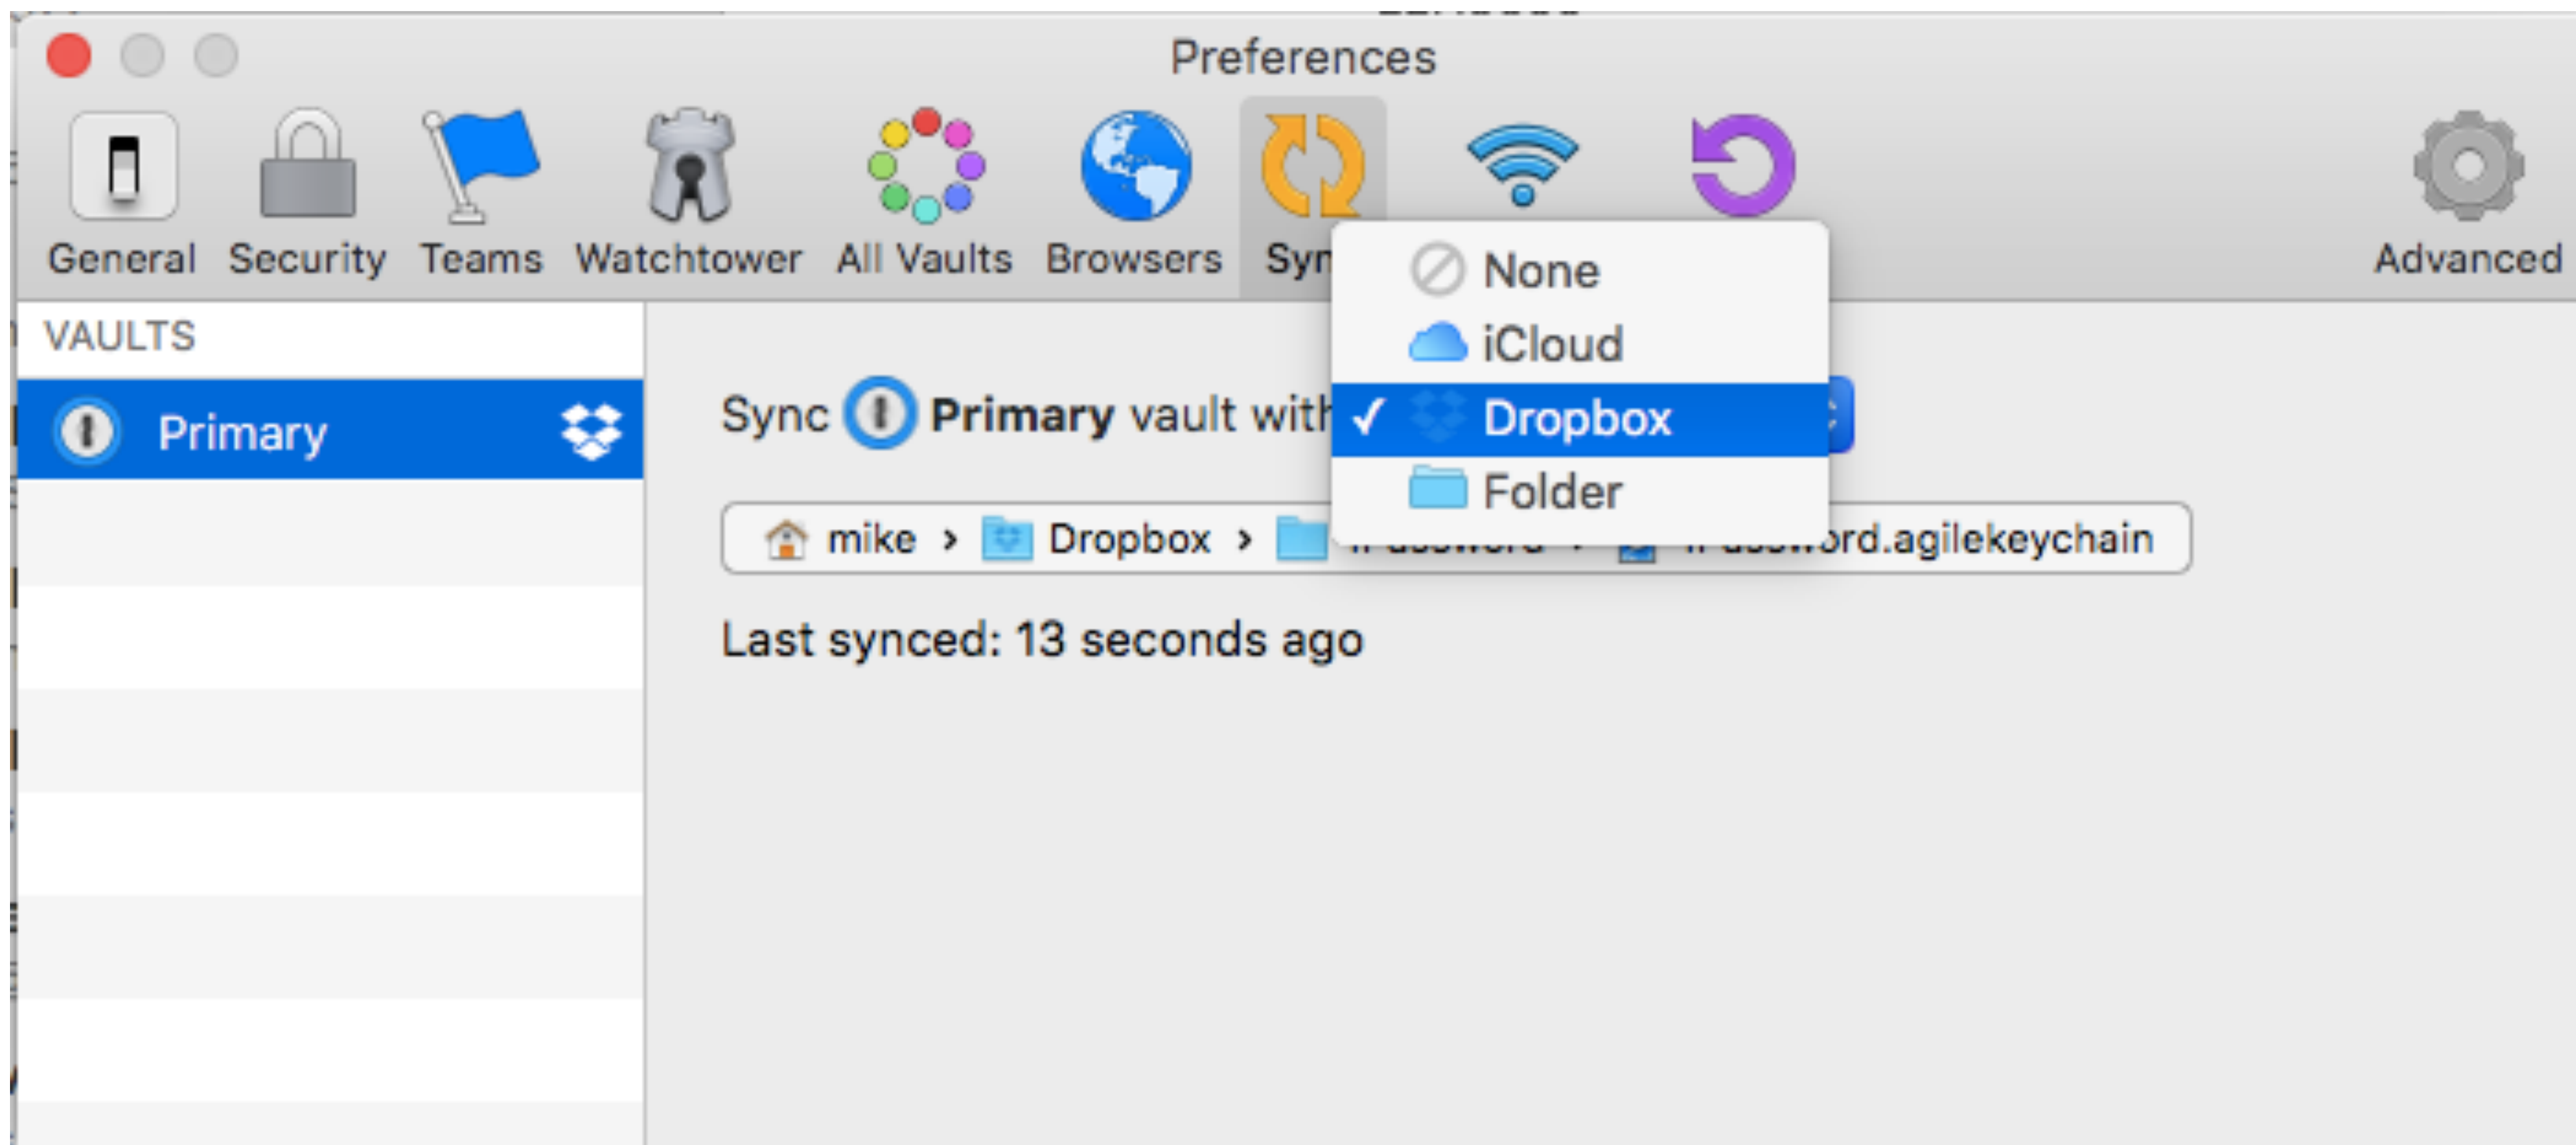 Preferences
General Security Teams Watchtower All Vaults Browsers Advanced
VAULTS
Primary
Sync Primary vault with
None
iCloud
✓ Dropbox
Folder
mike › Dropbox ›
Last synced: 13 seconds ago